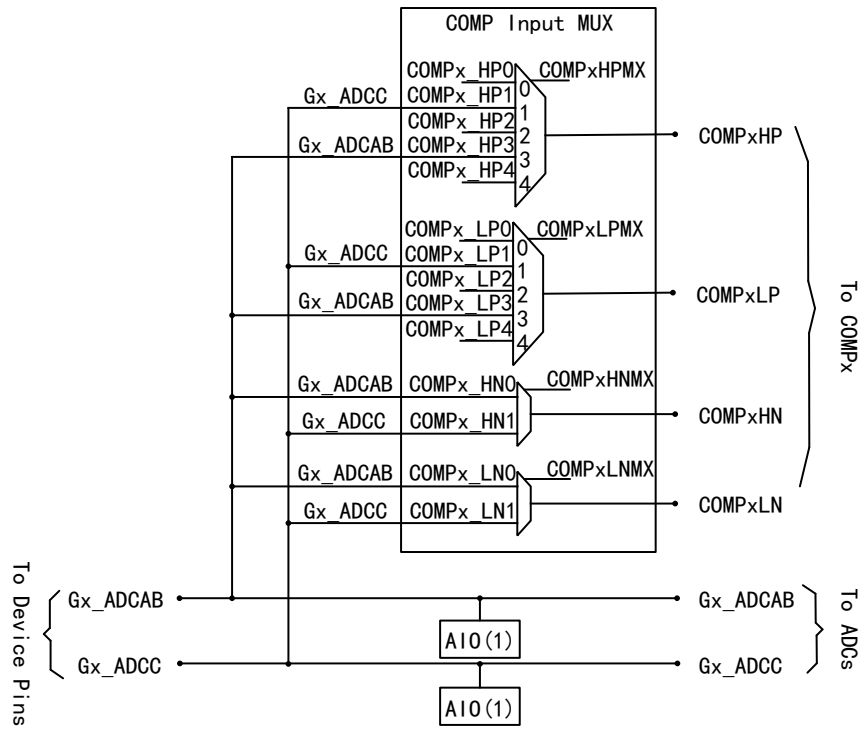 COMP Input MUX
COMPx_HP0 COMPxHPMX
0
Gx_ADCC COMPx_HP1
1
COMPx_HP2
2 COMPxHP
Gx_ADCAB COMPx_HP3
3
COMPx_HP4
4
COMPx_LP0 COMPxLPMX
0
Gx_ADCC COMPx_LP1
1
COMPx_LP2
2 COMPxLP
Gx_ADCAB COMPx_LP3
3
COMPx_LP4
4
To COMPx
Gx_ADCAB COMPx_HN0 COMPxHNMX
Gx_ADCC COMPx_HN1 COMPxHN
Gx_ADCAB COMPx_LN0 COMPxLNMX
Gx_ADCC COMPx_LN1 COMPxLN
To Device Pins
Gx_ADCAB Gx_ADCAB
AIO(1)
Gx_ADCC Gx_ADCC
AIO(1)
To ADCs